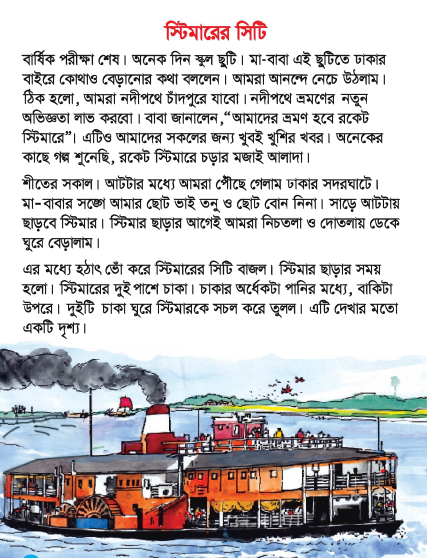 স্টিমারের সিটি
বার্ষিক পরীক্ষা শেষ। অনেক দিন স্কুল ছুটি। মা-বাবা এই ছুটিতে ঢাকার
বাইরে কোথাও বেড়ানোর কথা বললেন। আমরা আনন্দে নেচে উঠলাম।
ঠিক হলো, আমরা নদীপথে চাঁদপুরে যাবো। নদীপথে ভ্রমণের নতুন
অভিজ্ঞতা লাভ করবো। বাবা জানালেন,“আমাদের ভ্রমণ হবে রকেট
স্টিমারে”। এটিও আমাদের সকলের জন্য খুবই খুশির খবর। অনেকের
কাছে গল্প শুনেছি, রকেট স্টিমারে চড়ার মজাই আলাদা।
শীতের সকাল। আটটার মধ্যে আমরা পৌঁছে গেলাম ঢাকার সদরঘাটে।
মা-বাবার সঙ্গে আমার ছোট ভাই তনু ও ছোট বোন নিনা। সাড়ে আটটায়
ছাড়বে স্টিমার। স্টিমার ছাড়ার আগেই আমরা নিচতলা ও দোতলায় ডেকে
ঘুরে বেড়ালাম।
এর মধ্যে হঠাৎ ভোঁ করে স্টিমারের সিটি বাজল। স্টিমার ছাড়ার সময়
হলো। স্টিমারের দুই পাশে চাকা। চাকার অর্ধেকটা পানির মধ্যে, বাকিটা
উপরে। দুইটি চাকা ঘুরে স্টিমারকে সচল করে তুলল। এটি দেখার মতো
একটি দৃশ্য।